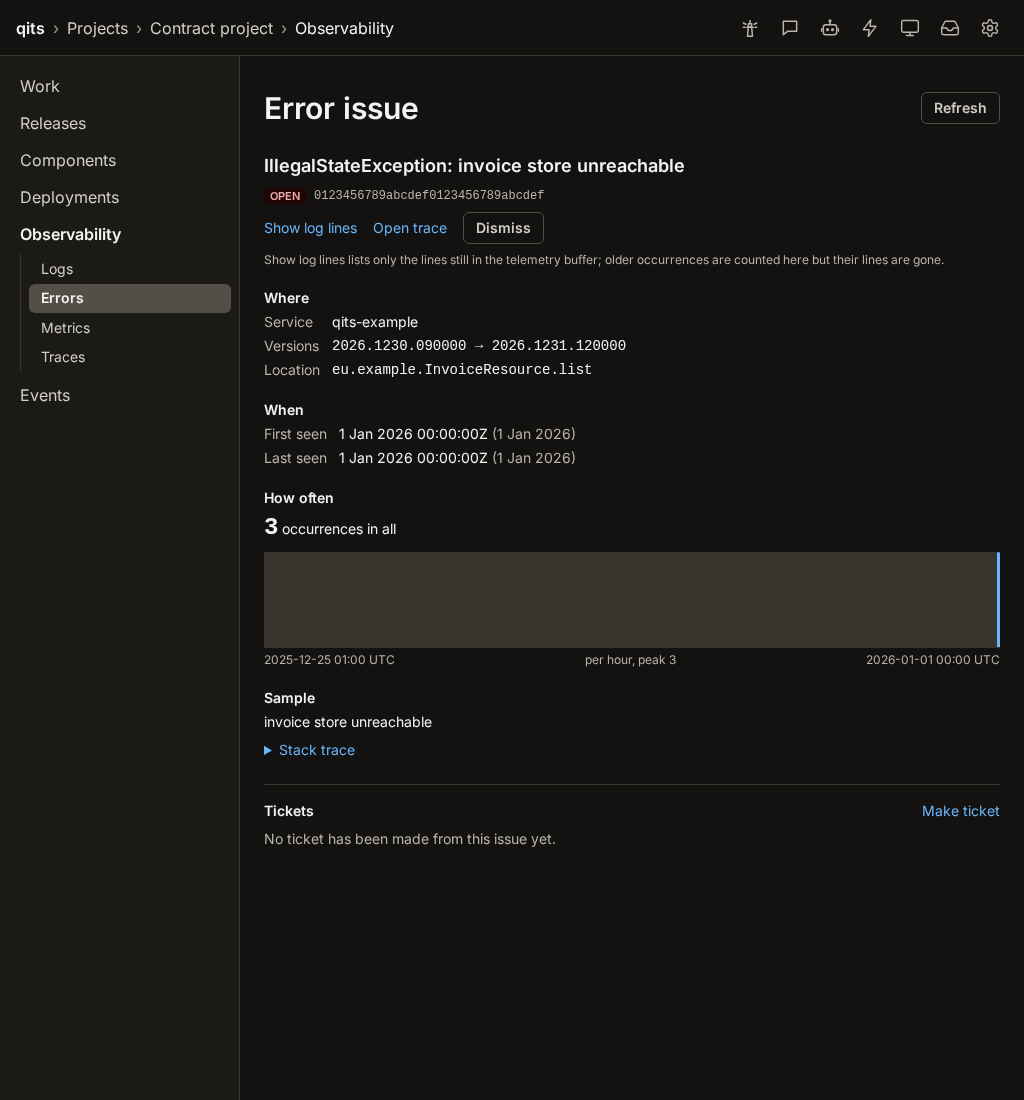 qits › Projects › Contract project › Observability
Work
Releases
Components
Deployments
Observability
Logs
Errors
Metrics
Traces
Events
Error issue
Refresh
IllegalStateException: invoice store unreachable
OPEN 0123456789abcdef0123456789abcdef
Show log lines Open trace Dismiss
Show log lines lists only the lines still in the telemetry buffer; older occurrences are counted here but their lines are gone.
Where
Service qits-example
Versions 2026.1230.090000 → 2026.1231.120000
Location eu.example.InvoiceResource.list
When
First seen 1 Jan 2026 00:00:00Z (1 Jan 2026)
Last seen 1 Jan 2026 00:00:00Z (1 Jan 2026)
How often
3 occurrences in all
2025-12-25 01:00 UTC per hour, peak 3 2026-01-01 00:00 UTC
Sample
invoice store unreachable
Stack trace
Tickets Make ticket
No ticket has been made from this issue yet.